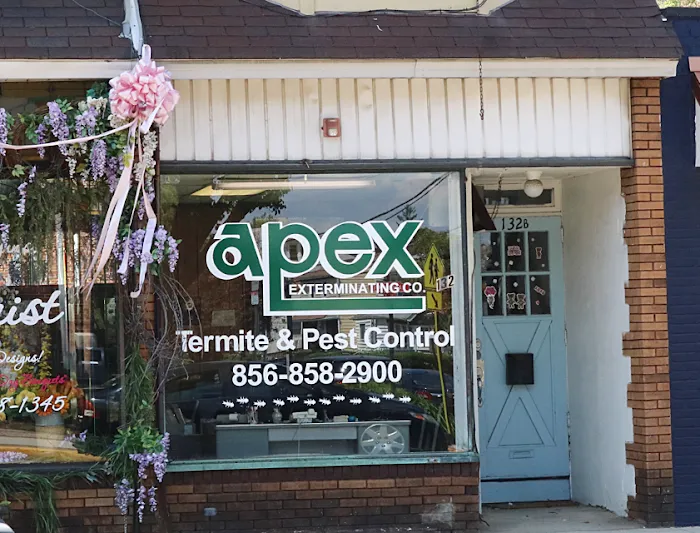 ist
Designs!
8-1345
apex
EXTERMINATING CO.
Termite & Pest Control
856-858-2900
132
132B